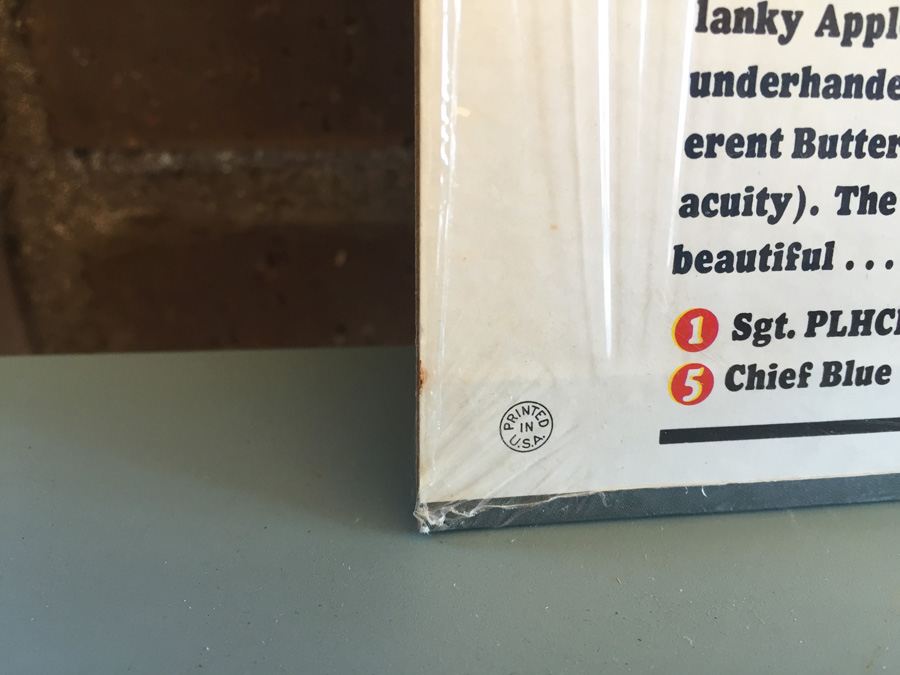 lanky Appl
underhande
erent Butter
acuity). The
beautiful . . .
1 Sgt. PLHC
5 Chief Blue
PRINTED
IN
U.S.A.